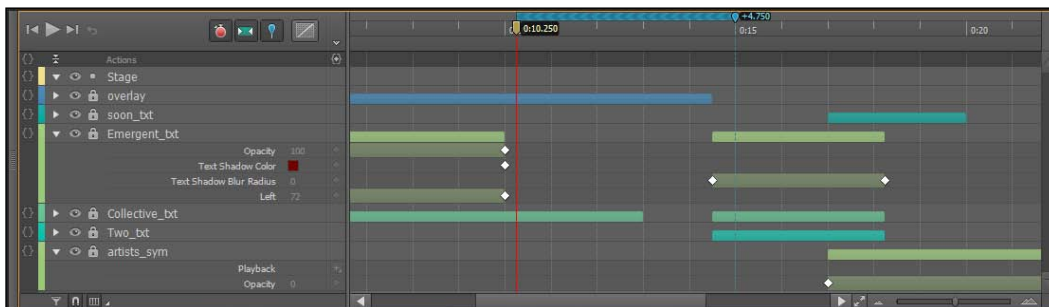 +4.750
0:10.250
0:15
0:20
Actions
Stage
overlay
soon_txt
Emergent_txt
Opacity 100
Text Shadow Color
Text Shadow Blur Radius 0
Left 72
Collective_txt
Two_txt
artists_sym
Playback
Opacity 0